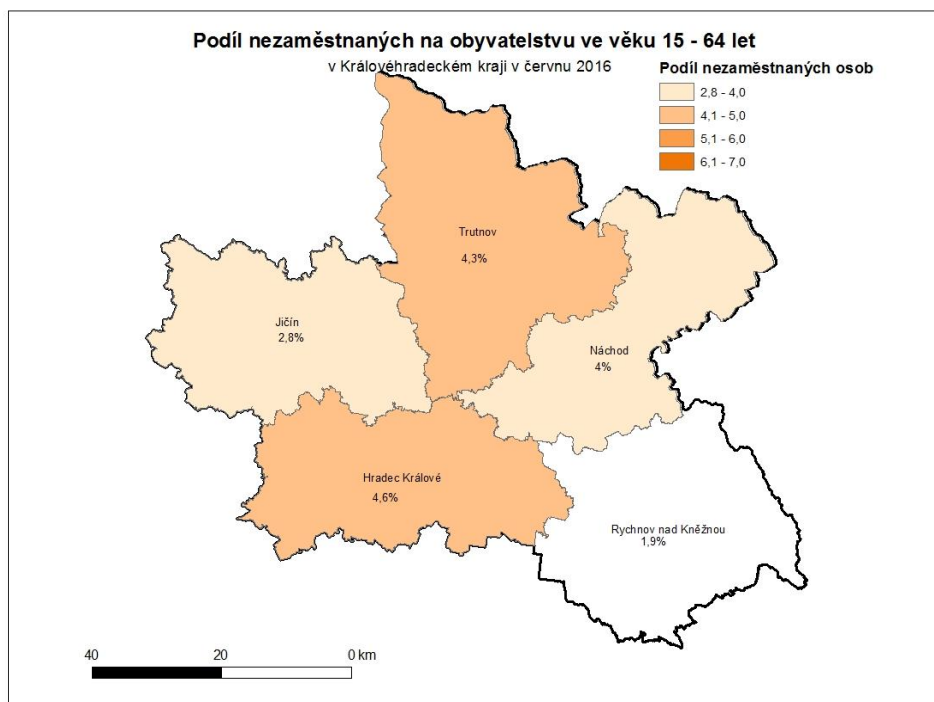 Podíl nezaměstnaných na obyvatelstvu ve věku 15 - 64 let
v Královéhradeckém kraji v červnu 2016
Podíl nezaměstnaných osob
2,8 - 4,0
4,1 - 5,0
5,1 - 6,0
6,1 - 7,0
Trutnov
4,3%
Jičín
2,8%
Náchod
4%
Hradec Králové
4,6%
Rychnov nad Kněžnou
1,9%
40 20 0 km